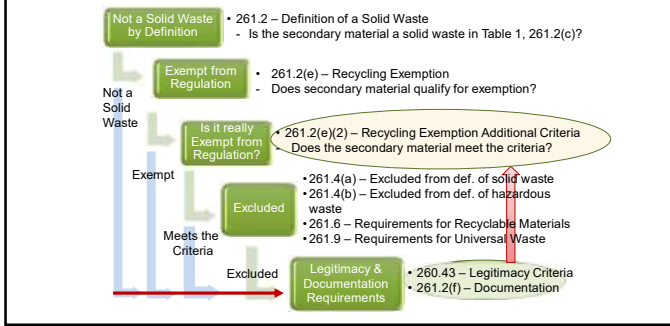 Not a Solid Waste
by Definition
• 261.2 – Definition of a Solid Waste
- Is the secondary material a solid waste in Table 1, 261.2(c)?
Exempt from
Regulation
• 261.2(e) – Recycling Exemption
- Does secondary material qualify for exemption?
Not a
Solid
Waste
Is it really
Exempt from
Regulation?
• 261.2(e)(2) – Recycling Exemption Additional Criteria
- Does the secondary material meet the criteria?
Exempt
Excluded
•261.4(a) – Excluded from def. of solid waste
•261.4(b) – Excluded from def. of hazardous
waste
•261.6 – Requirements for Recyclable Materials
•261.9 – Requirements for Universal Waste
Meets the
Criteria
Excluded
Legitimacy &
Documentation
Requirements
• 260.43 – Legitimacy Criteria
• 261.2(f) – Documentation